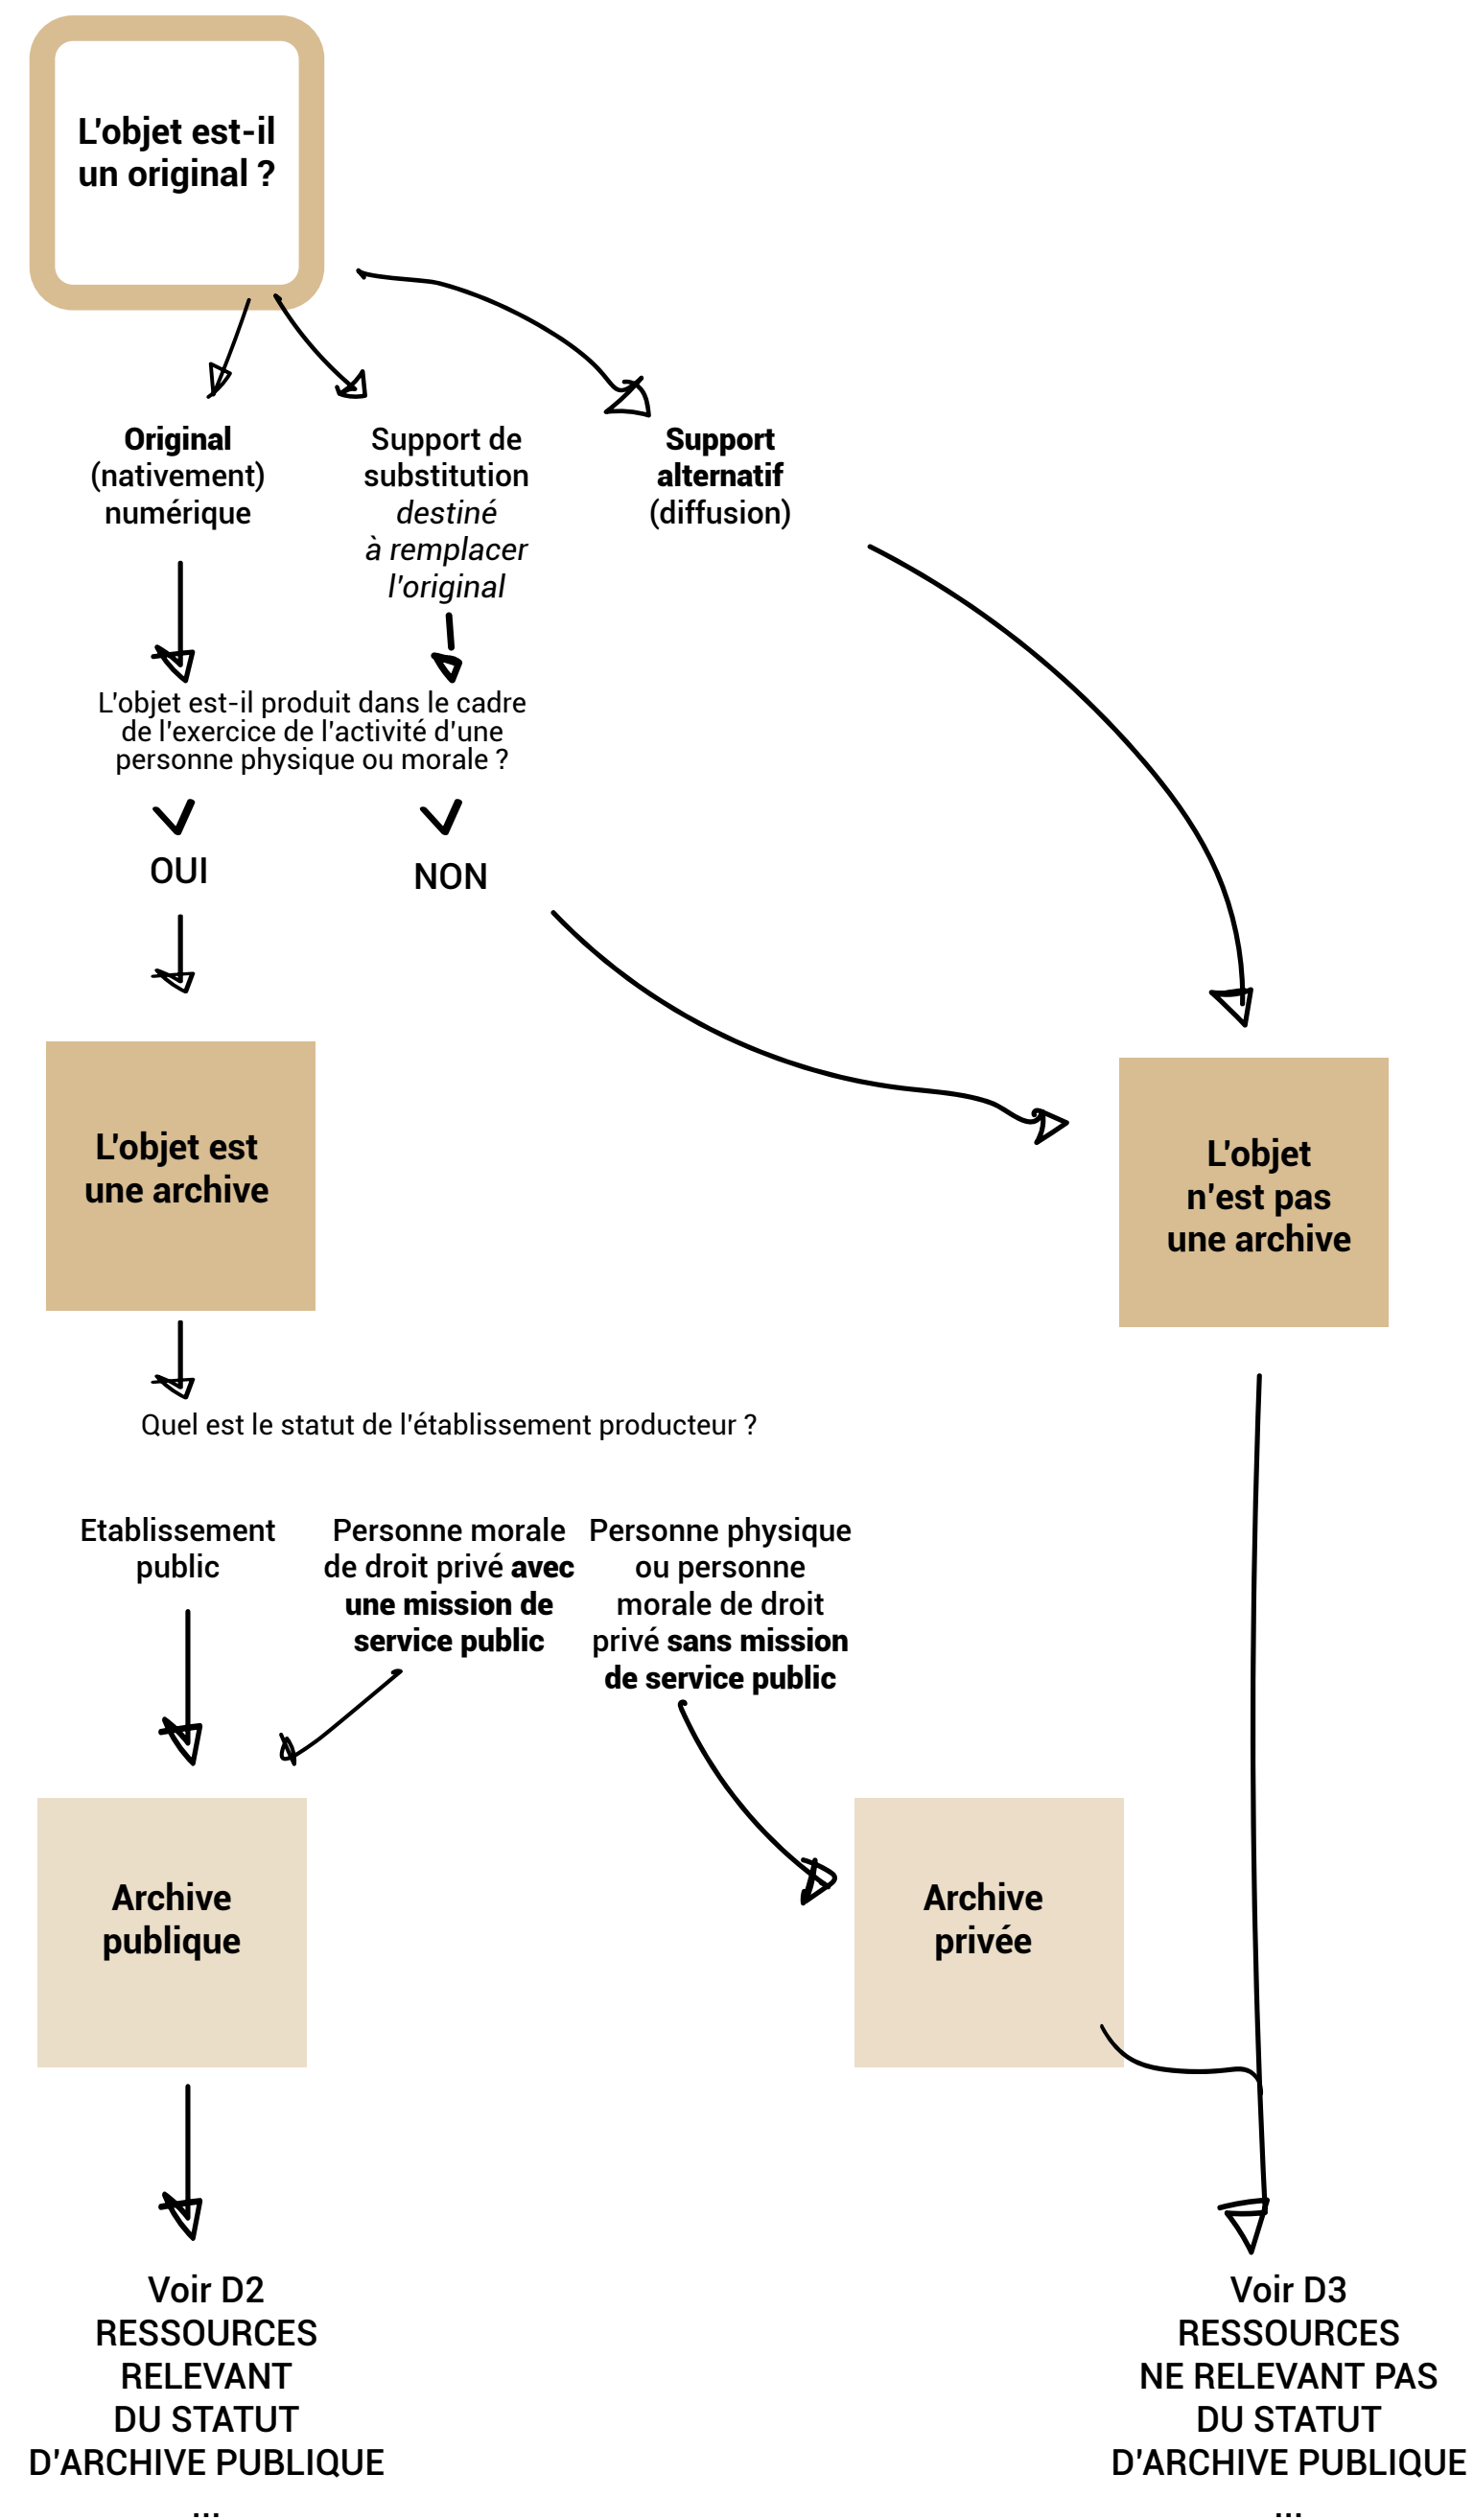 L'objet est-il
un original ?
Original
(nativement)
numérique
Support de
substitution
destiné
à remplacer
l'original
Support
alternatif
(diffusion)
L'objet est-il produit dans le cadre
de l'exercice de l'activité d'une
personne physique ou morale ?
OUI
NON
L'objet est
une archive
L'objet
n'est pas
une archive
Quel est le statut de l'établissement producteur ?
Etablissement
public
Personne morale
de droit privé avec
une mission de
service public
Personne physique
ou personne
morale de droit
privé sans mission
de service public
Archive
publique
Archive
privée
Voir D2
RESSOURCES
RELEVANT
DU STATUT
D'ARCHIVE PUBLIQUE
...
Voir D3
RESSOURCES
NE RELEVANT PAS
DU STATUT
D'ARCHIVE PUBLIQUE
...